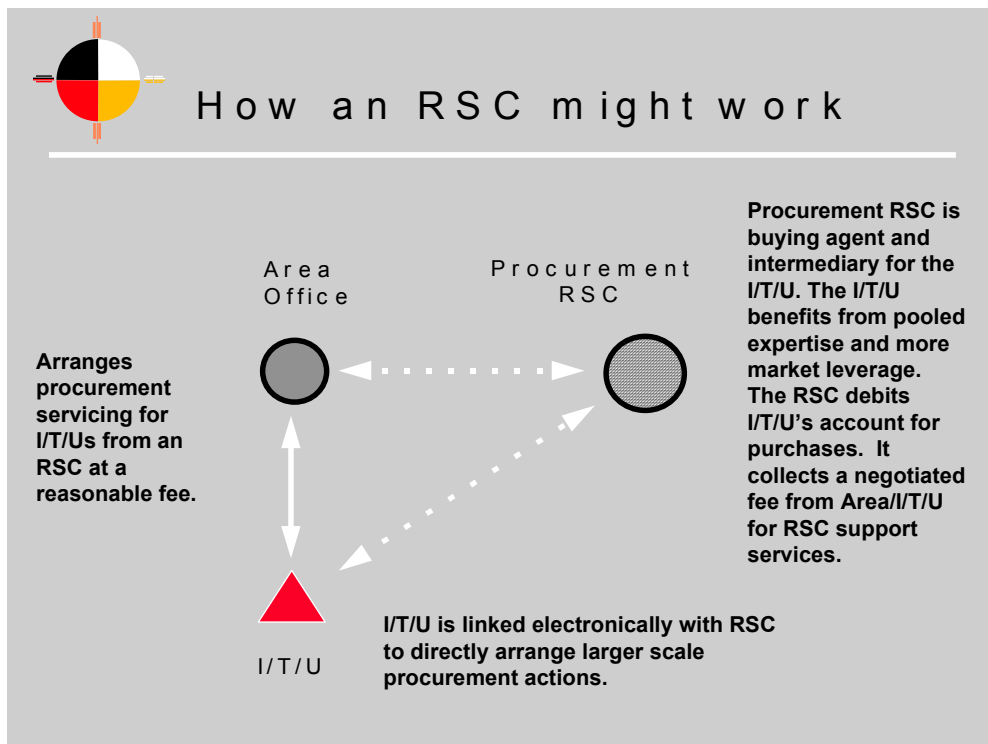 How an RSC might work
Area
Office
Procurement
RSC
Procurement RSC is
buying agent and
intermediary for the
I/T/U. The I/T/U
benefits from pooled
expertise and more
market leverage.
The RSC debits
I/T/U's account for
purchases.  It
collects a negotiated
fee from Area/I/T/U
for RSC support
services.
Arranges
procurement
servicing for
I/T/Us from an
RSC at a
reasonable fee.
I/T/U is linked electronically with RSC
to directly arrange larger scale
procurement actions.
I/T/U